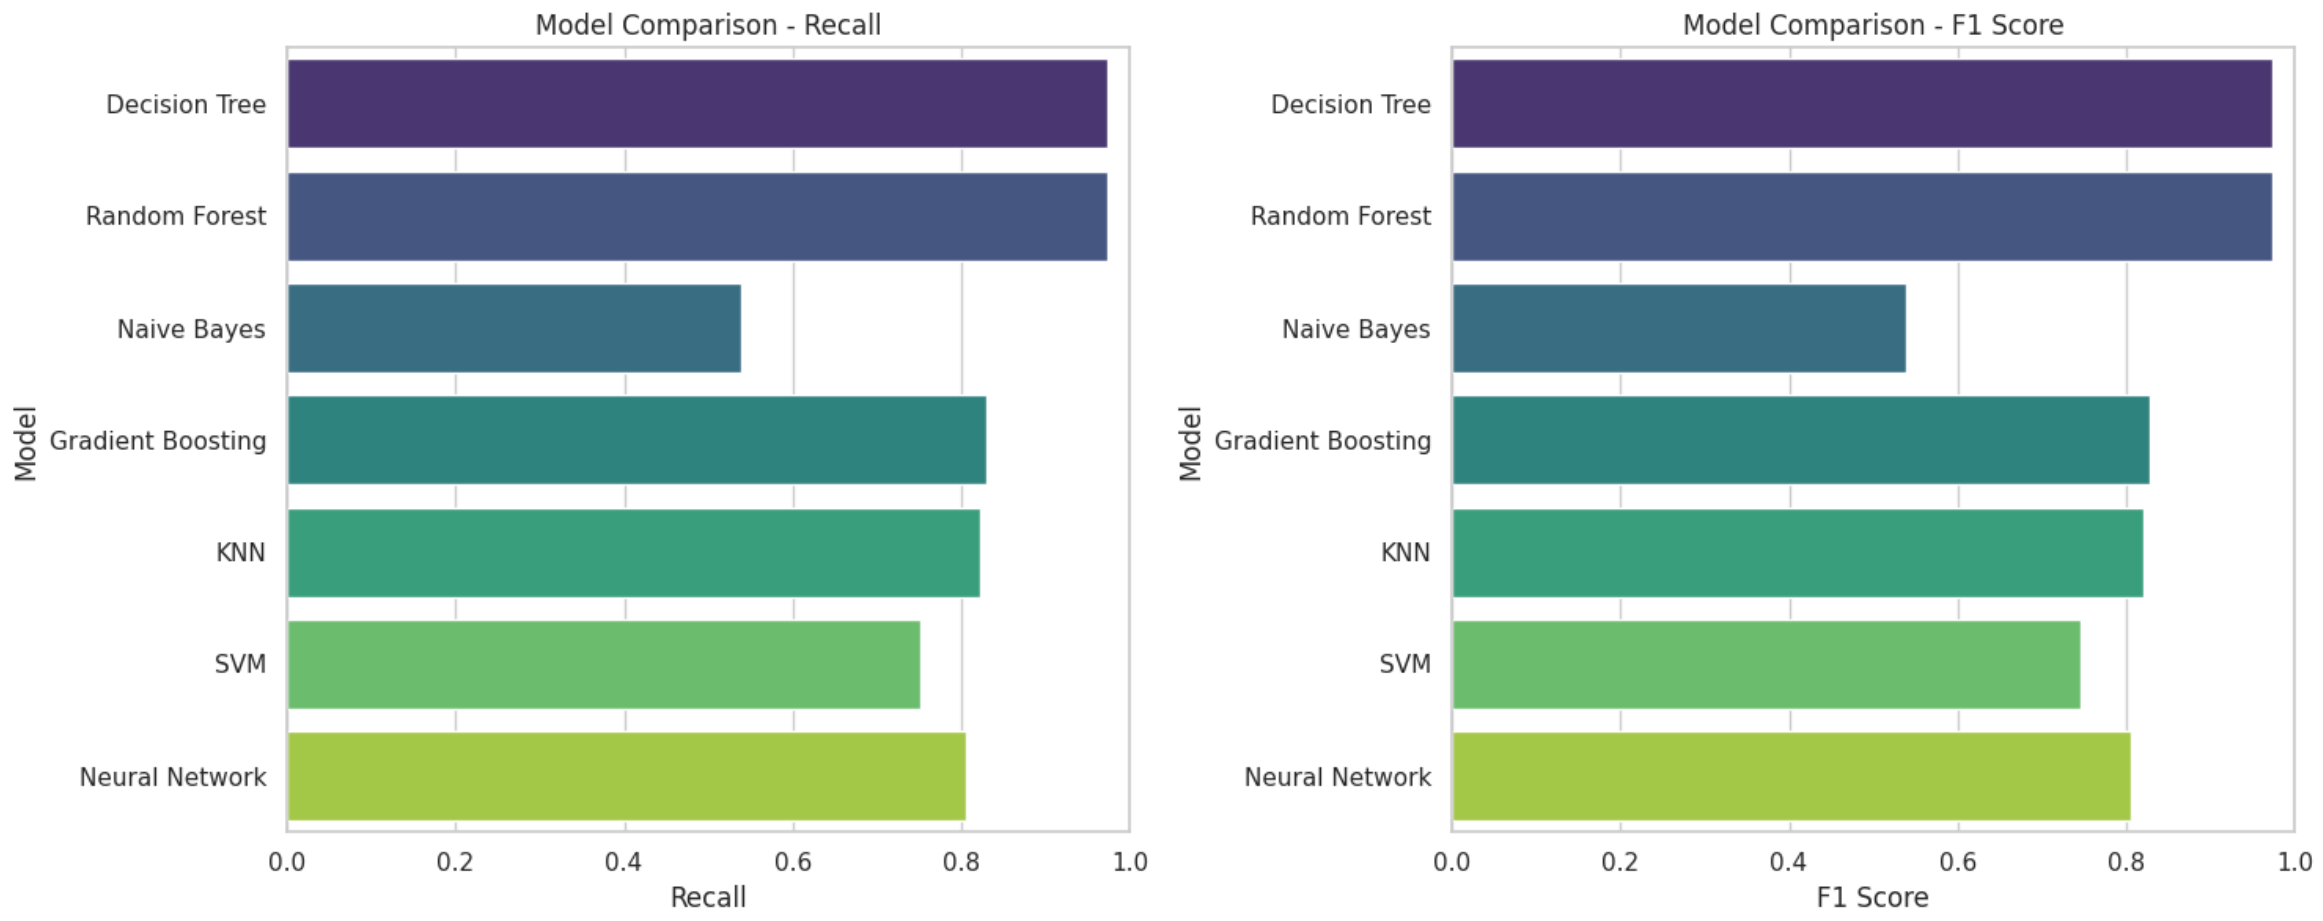 Model Comparison - Recall
Model
Decision Tree
Random Forest
Naive Bayes
Gradient Boosting
KNN
SVM
Neural Network
0.0 0.2 0.4 0.6 0.8 1.0
Recall
Model Comparison - F1 Score
Model
Decision Tree
Random Forest
Naive Bayes
Gradient Boosting
KNN
SVM
Neural Network
0.0 0.2 0.4 0.6 0.8 1.0
F1 Score